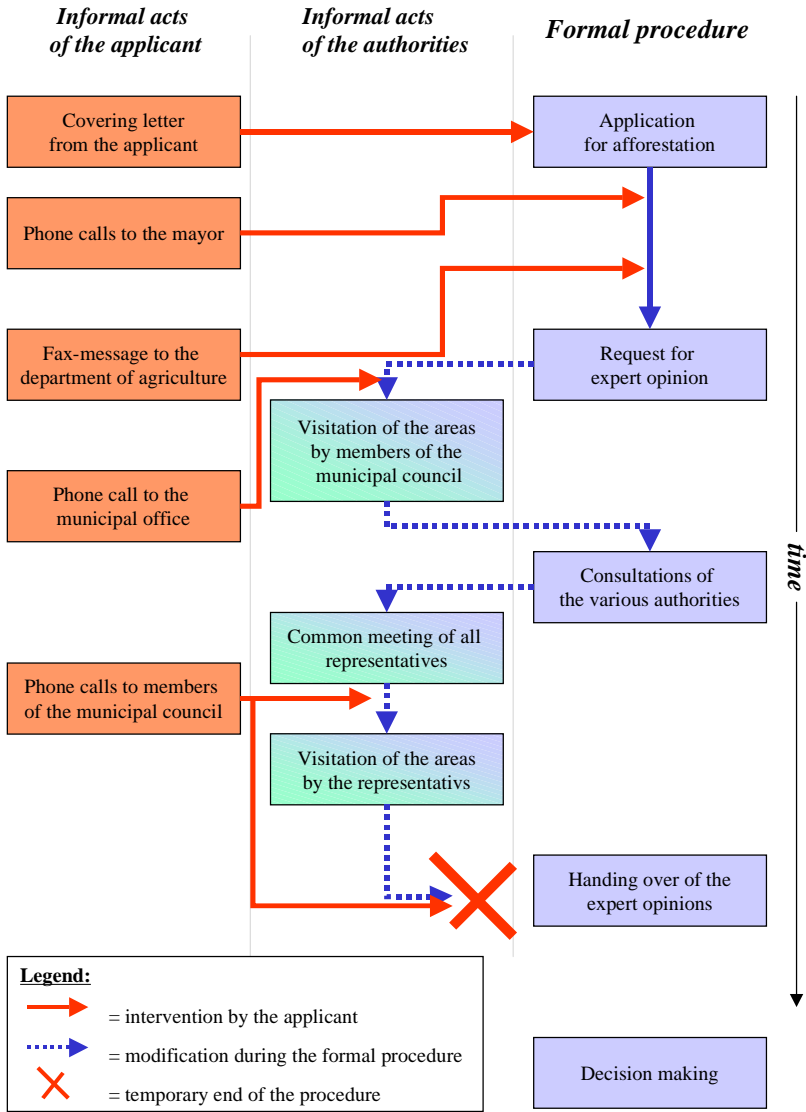 Informal acts
of the applicant
Informal acts
of the authorities
Formal procedure
Covering letter
from the applicant
Application
for afforestation
Phone calls to the mayor
Fax-message to the
department of agriculture
Request for
expert opinion
Visitation of the areas
by members of the
municipal council
Phone call to the
municipal office
time
Consultations of
the various authorities
Common meeting of all
representatives
Phone calls to members
of the municipal council
Visitation of the areas
by the representativs
Handing over of the
expert opinions
Legend:
= intervention by the applicant
= modification during the formal procedure
= temporary end of the procedure
Decision making